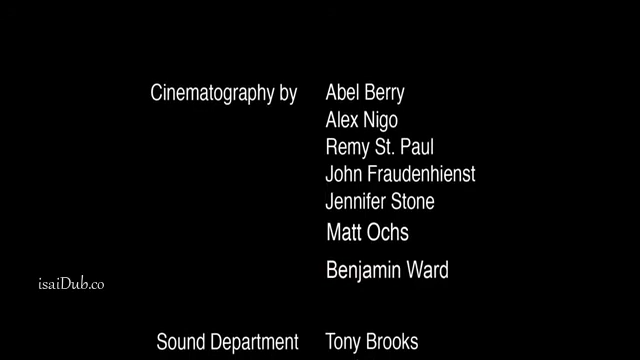 Cinematography by Abel Berry
Alex Nigo
Remy St. Paul
John Fraudenhienst
Jennifer Stone
Matt Ochs
Benjamin Ward
isaiDub.co
Sound Department Tony Brooks